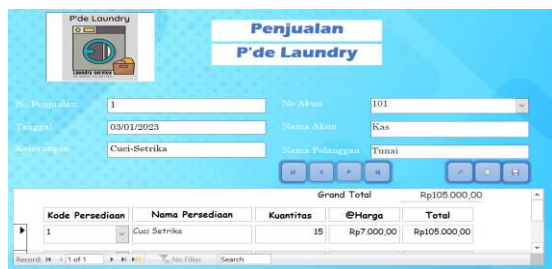 P'de Laundry
Laundry service
Penjualan
P'de Laundry
No Penjualan 1 No Akun 101
Tanggal 03/01/2023 Nama Akun Kas
Keterangan Cuci-Setrika Nama Pelanggan Tunai
Grand Total Rp105.000,00
Kode Persediaan Nama Persediaan Kuantitas @Harga Total
1 Cuci Setrika 15 Rp7.000,00 Rp105.000,00
Record: 1 of 1 No Filter Search